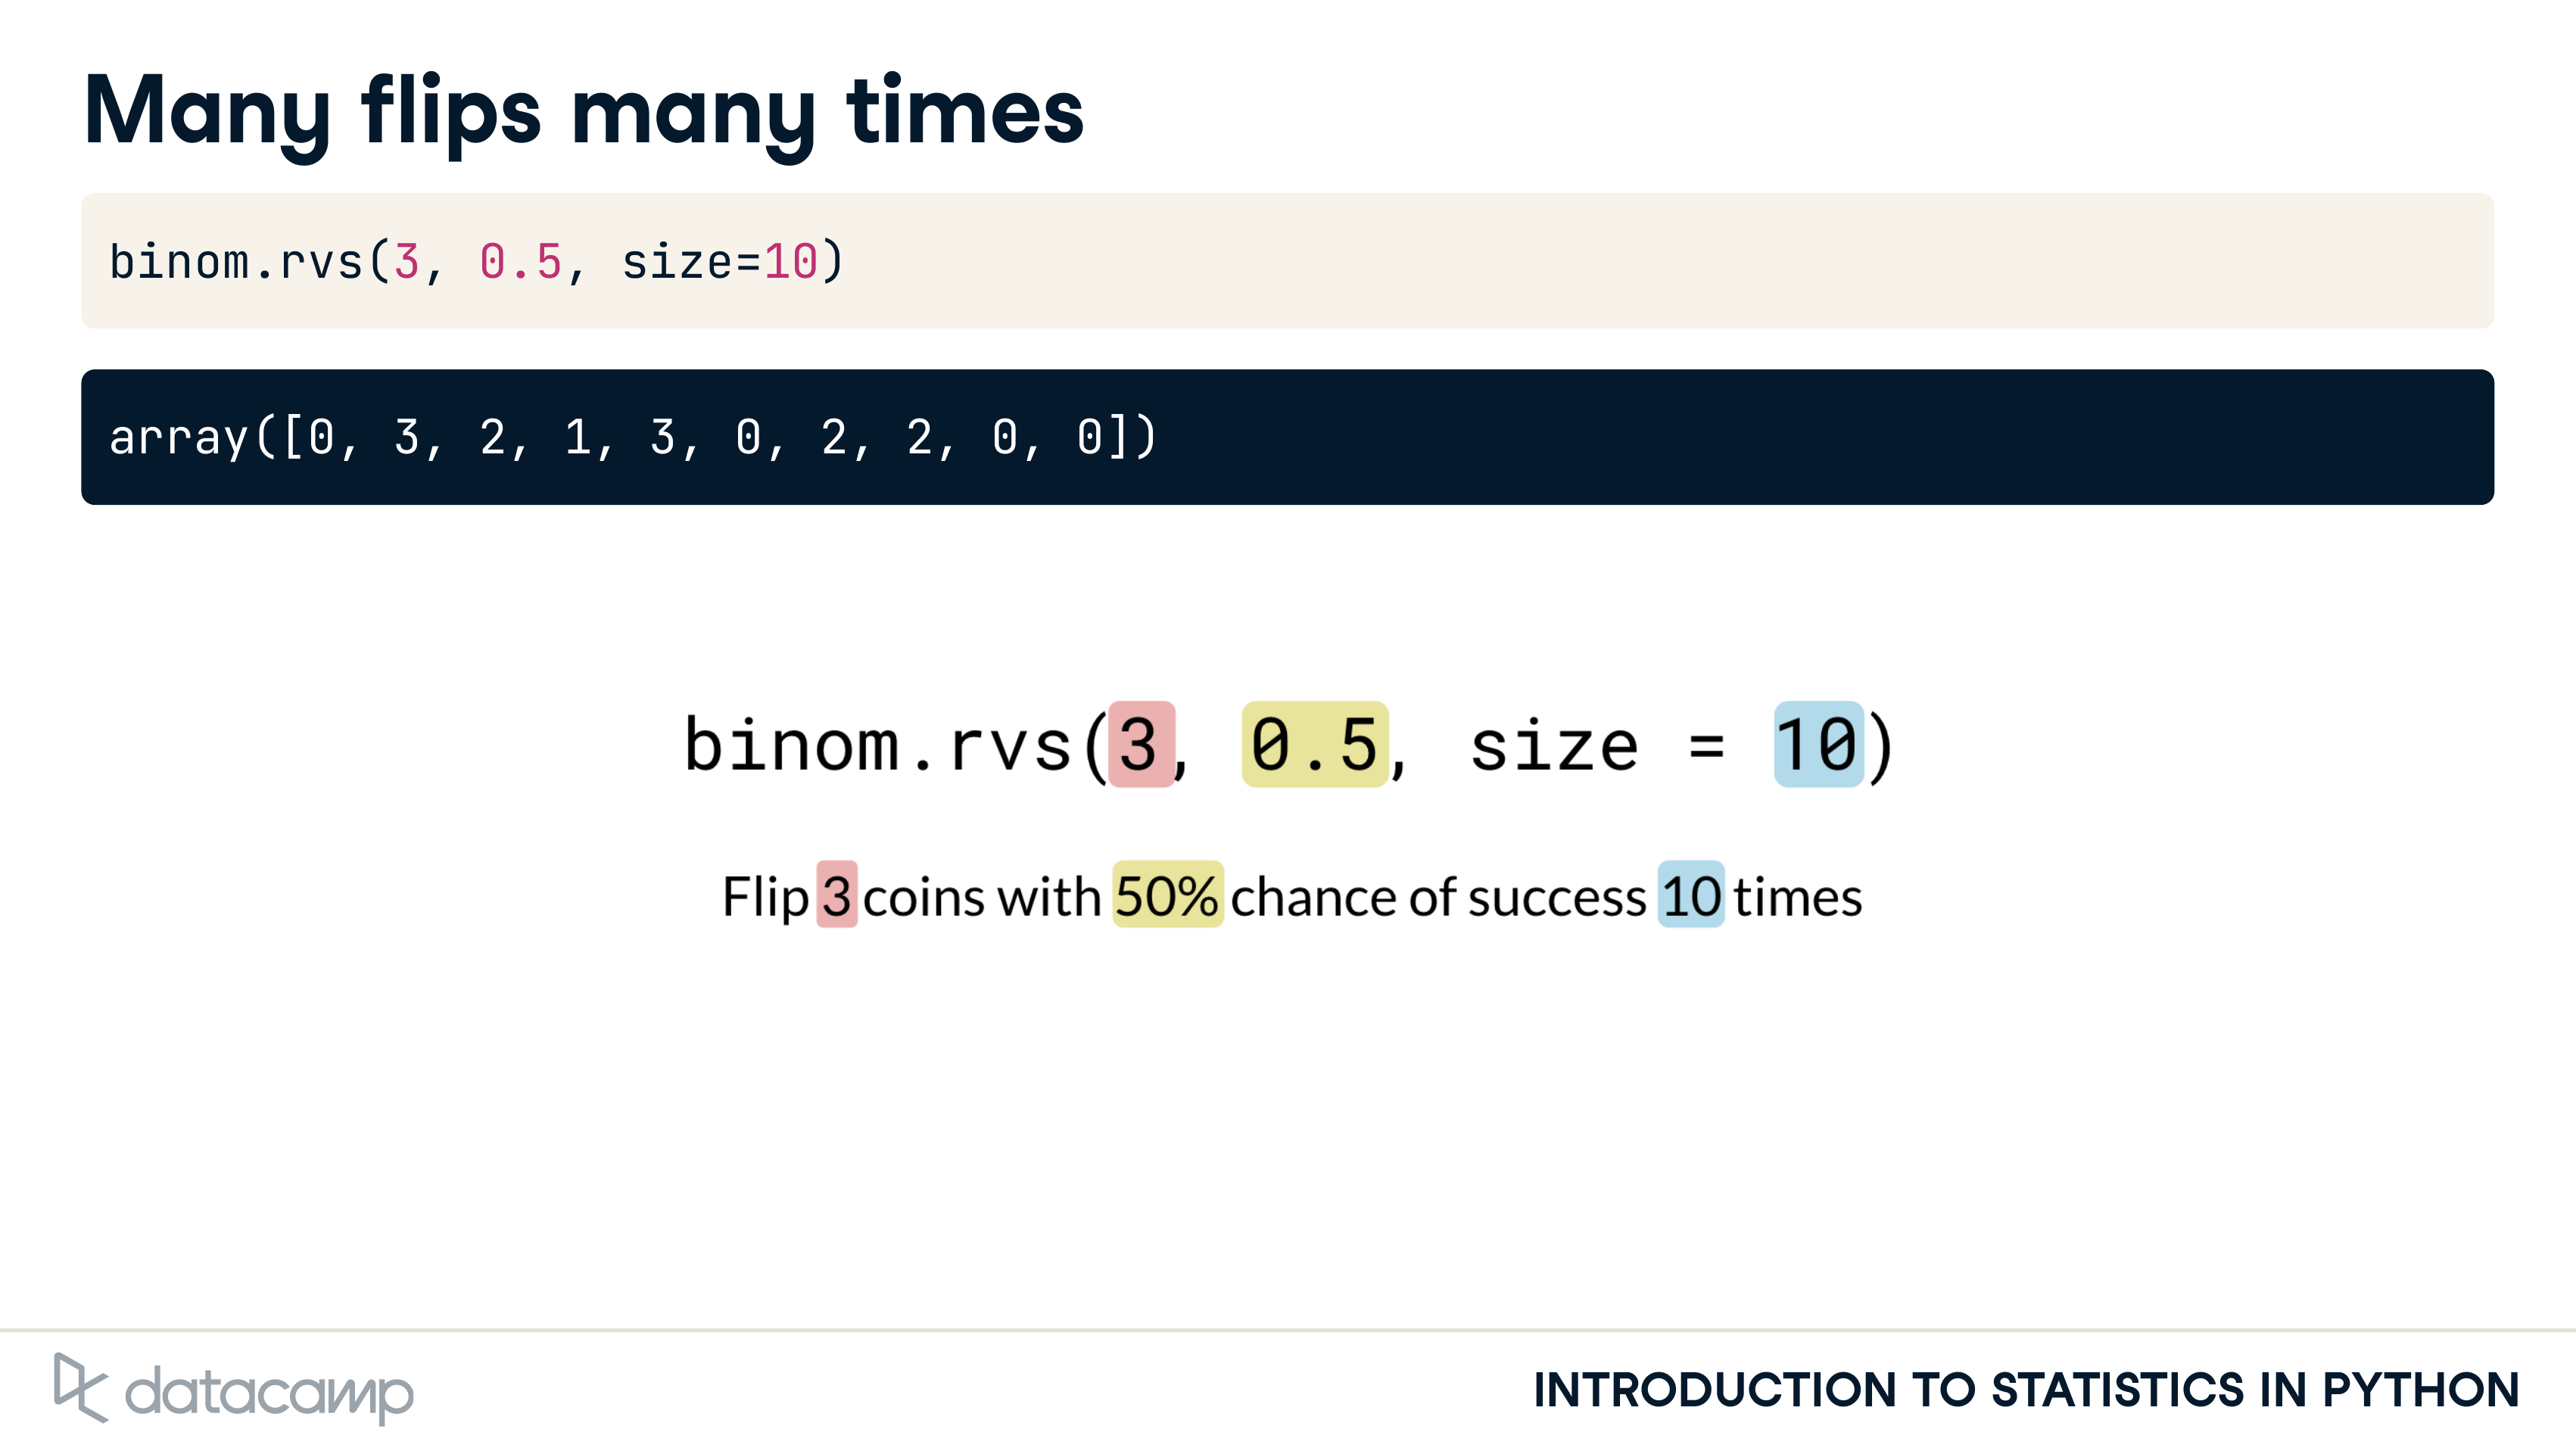 Many flips many times
binom.rvs(3, 0.5, size=10)
array([0, 3, 2, 1, 3, 0, 2, 2, 0, 0])
binom.rvs(3, 0.5, size = 10)
Flip 3 coins with 50% chance of success 10 times
datacamp
INTRODUCTION TO STATISTICS IN PYTHON